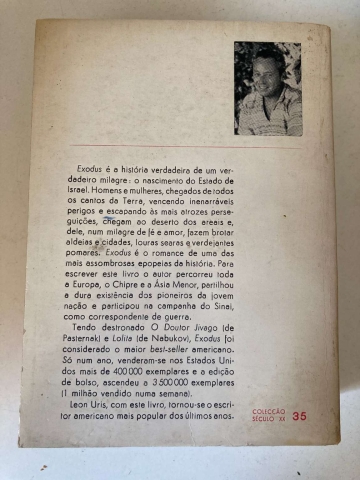 Exodus é a história verdadeira de um ver-
dadeiro milagre: o nascimento do Estado de
Israel. Homens e mulheres, chegados de todos
os cantos da Terra, vencendo inenarráveis
perigos e escapando às mais atrozes perse-
guições, chegam ao deserto dos areais e,
dele, num milagre de fé e amor, fazem brotar
aldeias e cidades, louras searas e verdejantes
pomares. Exodus é o romance de uma das
mais assombrosas epopeias da história. Para
escrever este livro o autor percorreu toda
a Europa, o Chipre e a Ásia Menor, partilhou
a dura existência dos pioneiros da jovem
nação e participou na campanha do Sinai,
como correspondente de guerra.
Tendo destronado O Doutor Jivago (de
Pasternak) e Lolita (de Nabukov), Exodus foi
considerado o maior best-seller americano.
Só num ano, venderam-se nos Estados Uni-
dos mais de 400 000 exemplares e a edição
de bolso, ascendeu a 3 500 000 exemplares
(1 milhão vendido numa semana).
Leon Uris, com este livro, tornou-se o escri-
tor americano mais popular dos últimos anos.
COLECÇÃO
SÉCULO XX 35